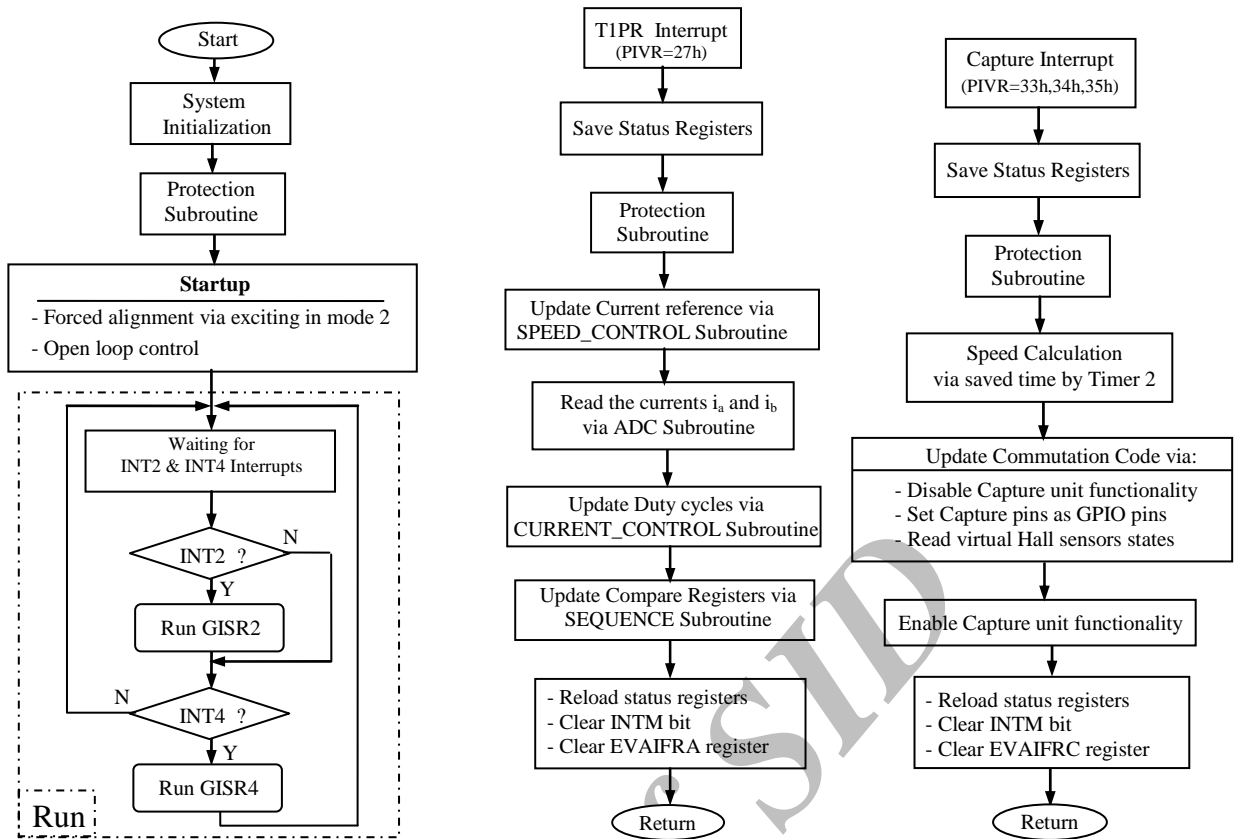 Start
System
Initialization
Protection
Subroutine
Startup
- Forced alignment via exciting in mode 2
- Open loop control
Waiting for
INT2 & INT4 Interrupts
INT2 ?
N
Y
Run GISR2
N
INT4 ?
Y
Run GISR4
Run
T1PR Interrupt
(PIVR=27h)
Save Status Registers
Protection
Subroutine
Update Current reference via
SPEED_CONTROL Subroutine
Read the currents ia and ib
via ADC Subroutine
Update Duty cycles via
CURRENT_CONTROL Subroutine
Update Compare Registers via
SEQUENCE Subroutine
- Reload status registers
- Clear INTM bit
- Clear EVAIFRA register
Return
Capture Interrupt
(PIVR=33h,34h,35h)
Save Status Registers
Protection
Subroutine
Speed Calculation
via saved time by Timer 2
Update Commutation Code via:
- Disable Capture unit functionality
- Set Capture pins as GPIO pins
- Read virtual Hall sensors states
Enable Capture unit functionality
- Reload status registers
- Clear INTM bit
- Clear EVAIFRC register
Return
SID